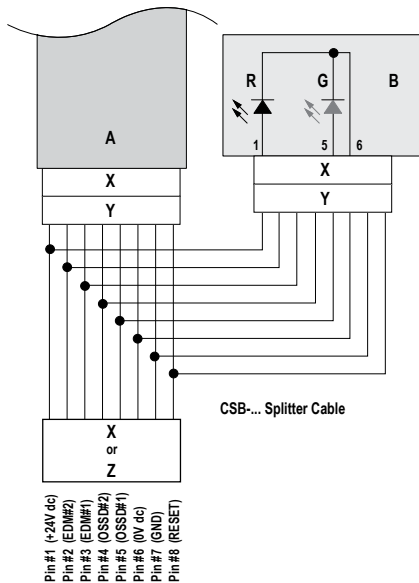 A
R
G
B
1
5
6
X
Y
X
Y
CSB-... Splitter Cable
X
or
Z
Pin#1 (+24V dc)
Pin#2 (EDM#2)
Pin#3 (EDM#1)
Pin#4 (OSSD#2)
Pin#5 (OSSD#1)
Pin#6 (0V dc)
Pin#7 (GND)
Pin#8 (RESET)